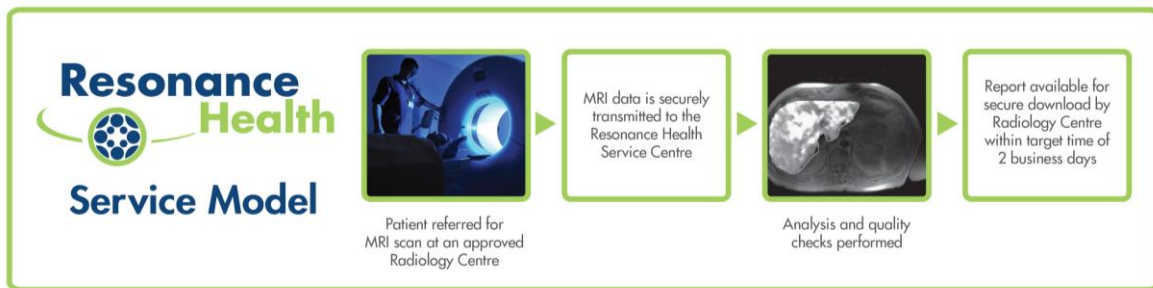 Resonance
Health
Service Model
Patient referred for
MRI scan at an approved
Radiology Centre
MRI data is securely
transmitted to the
Resonance Health
Service Centre
Analysis and quality
checks performed
Report available for
secure download by
Radiology Centre
within target time of
2 business days